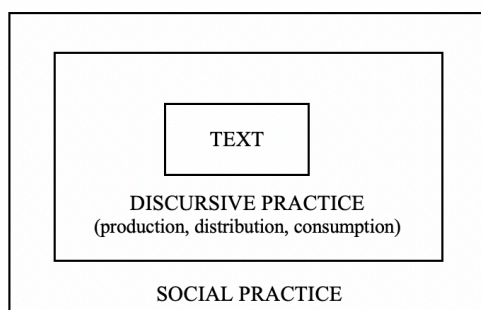 TEXT
DISCURSIVE PRACTICE
(production, distribution, consumption)
SOCIAL PRACTICE